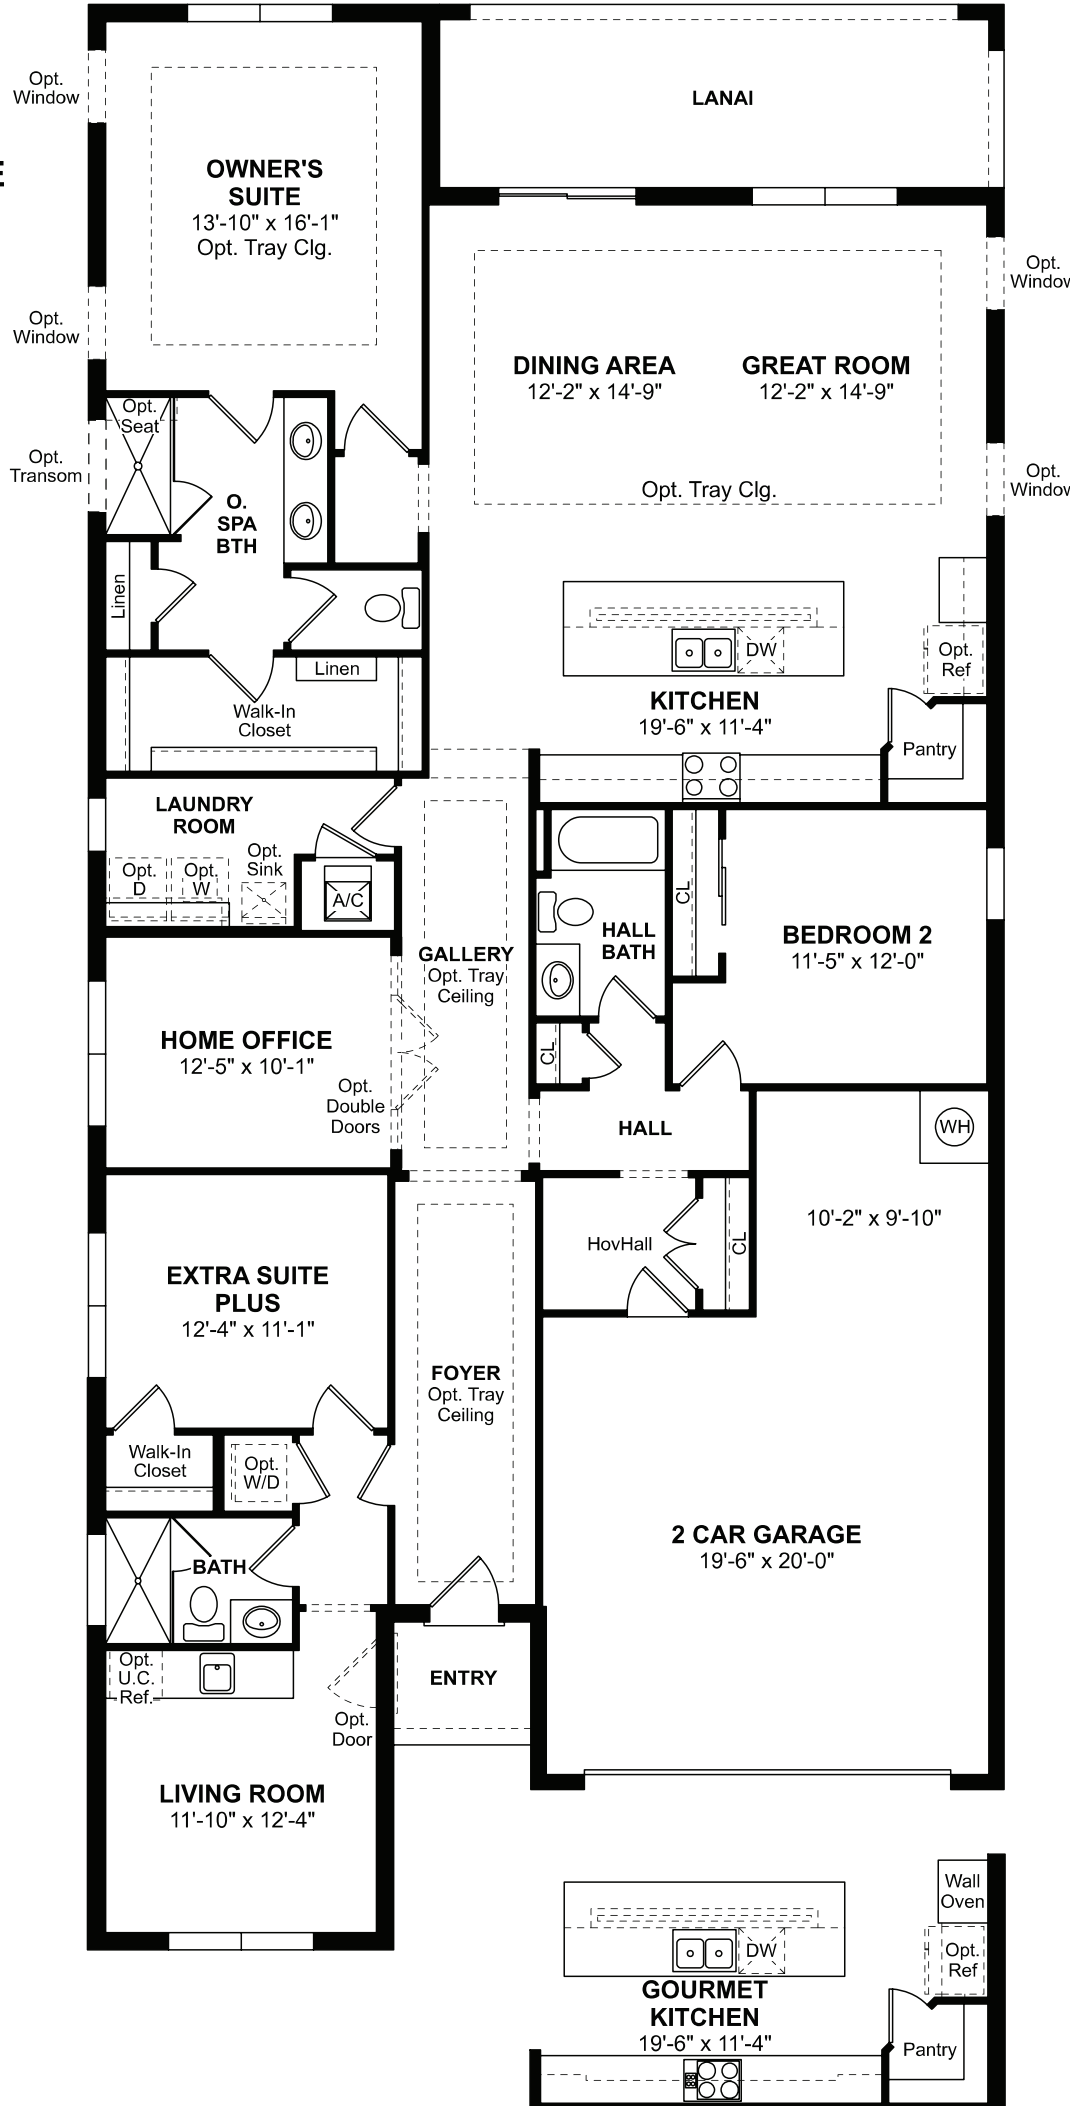 LANAI
Opt.
Window
OWNER'S
SUITE
13'-10" x 16'-1"
Opt. Tray Clg.
Opt.
Window
Opt.
Window
DINING AREA
12'-2" x 14'-9"
GREAT ROOM
12'-2" x 14'-9"
Opt.
Seat
Opt.
Transom
Opt.
Window
Opt. Tray Clg.
O.
SPA
BTH
Linen
DW
Opt.
Ref
Linen
KITCHEN
19'-6" x 11'-4"
Walk-In
Closet
Pantry
LAUNDRY
ROOM
Opt.
D
Opt.
W
Opt.
Sink
A/C
CL
HALL
BATH
BEDROOM 2
11'-5" x 12'-0"
GALLERY
Opt. Tray
Ceiling
HOME OFFICE
12'-5" x 10'-1"
CL
Opt.
Double
Doors
HALL
WH
10'-2" x 9'-10"
HovHall
CL
EXTRA SUITE
PLUS
12'-4" x 11'-1"
FOYER
Opt. Tray
Ceiling
Walk-In
Closet
Opt.
W/D
2 CAR GARAGE
19'-6" x 20'-0"
BATH
Opt.
U.C.
Ref.
ENTRY
Opt.
Door
LIVING ROOM
11'-10" x 12'-4"
Wall
Oven
DW
Opt.
Ref
GOURMET
KITCHEN
19'-6" x 11'-4"
Pantry